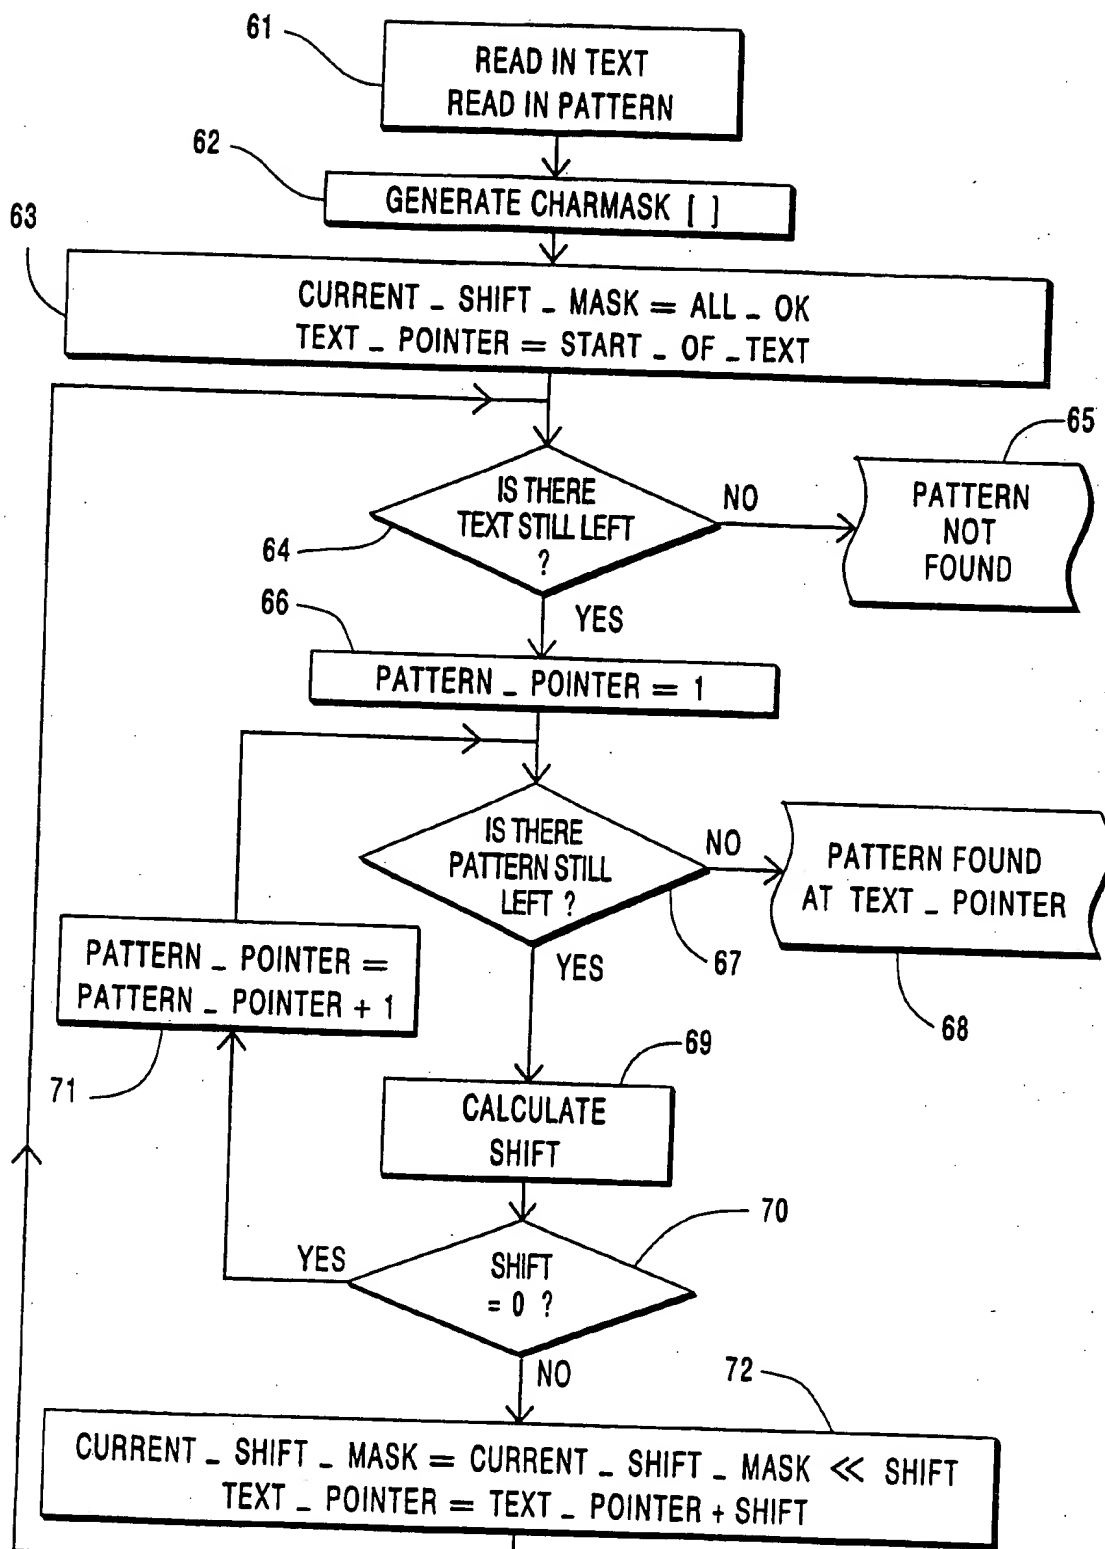 61
READ IN TEXT
READ IN PATTERN
62
GENERATE CHARMASK [ ]
63
CURRENT _ SHIFT _ MASK = ALL _ OK
TEXT _ POINTER = START _ OF _ TEXT
65
IS THERE
TEXT STILL LEFT
?
64
NO
PATTERN
NOT
FOUND
YES
66
PATTERN _ POINTER = 1
IS THERE
PATTERN STILL
LEFT ?
67
NO
PATTERN FOUND
AT TEXT _ POINTER
68
YES
PATTERN _ POINTER =
PATTERN _ POINTER + 1
71
69
CALCULATE
SHIFT
70
YES
SHIFT
= 0 ?
NO
72
CURRENT _ SHIFT _ MASK = CURRENT _ SHIFT _ MASK << SHIFT
TEXT _ POINTER = TEXT _ POINTER + SHIFT